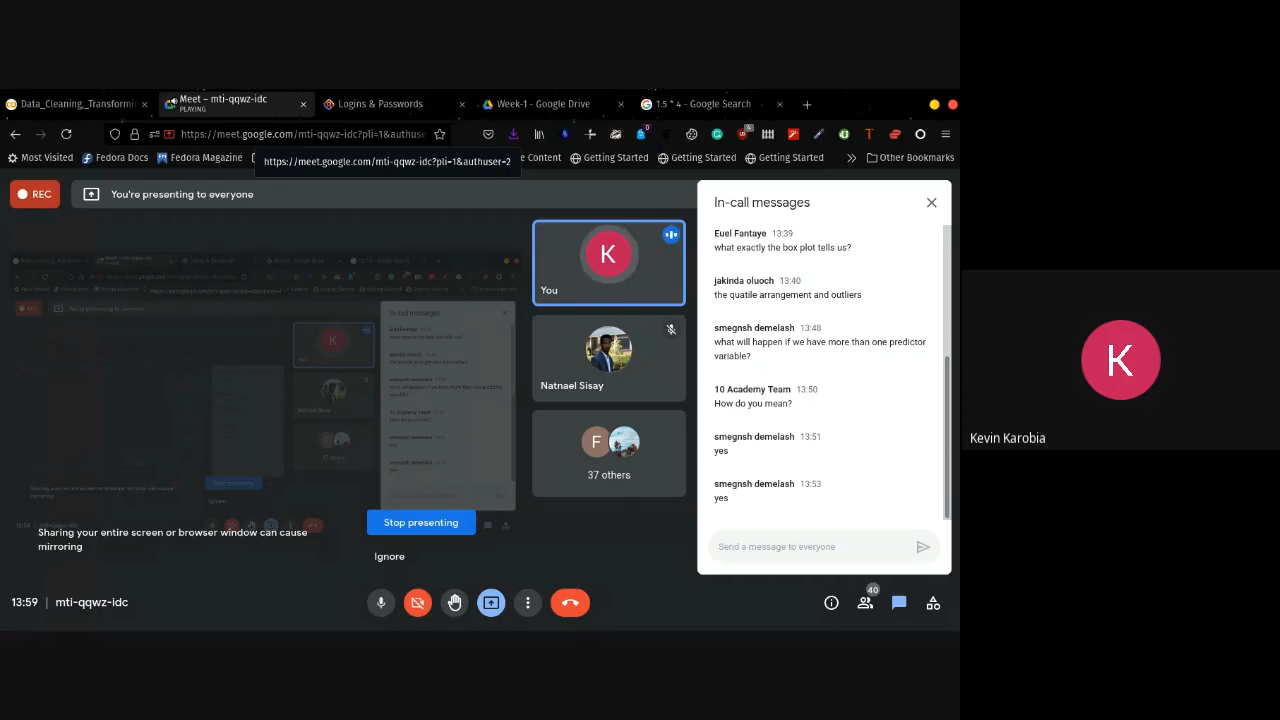 Data_Cleaning,_Transformin
Meet – mti-qqwz-idc
PLAYING
Logins & Passwords
Week-1 - Google Drive
1.5 * 4 - Google Search
https://meet.google.com/mti-qqwz-idc?pli=1&authuse
0
4
Most Visited
Fedora Docs
Fedora Magazine
e Content
Getting Started
Getting Started
Getting Started
Other Bookmarks
https://meet.google.com/mti-qqwz-idc?pli=1&authuser=2
REC
You're presenting to everyone
K
You
Natnael Sisay
F
37 others
Sharing your entire screen or browser window can cause
mirroring
Stop presenting
Ignore
In-call messages
Euel Fantaye 13:39
what exactly the box plot tells us?
jakinda oluoch 13:40
the quatile arrangement and outliers
smegnsh demelash 13:48
what will happen if we have more than one predictor
variable?
10 Academy Team 13:50
How do you mean?
smegnsh demelash 13:51
yes
smegnsh demelash 13:53
yes
Send a message to everyone
13:59 | mti-qqwz-idc
40
K
Kevin Karobia